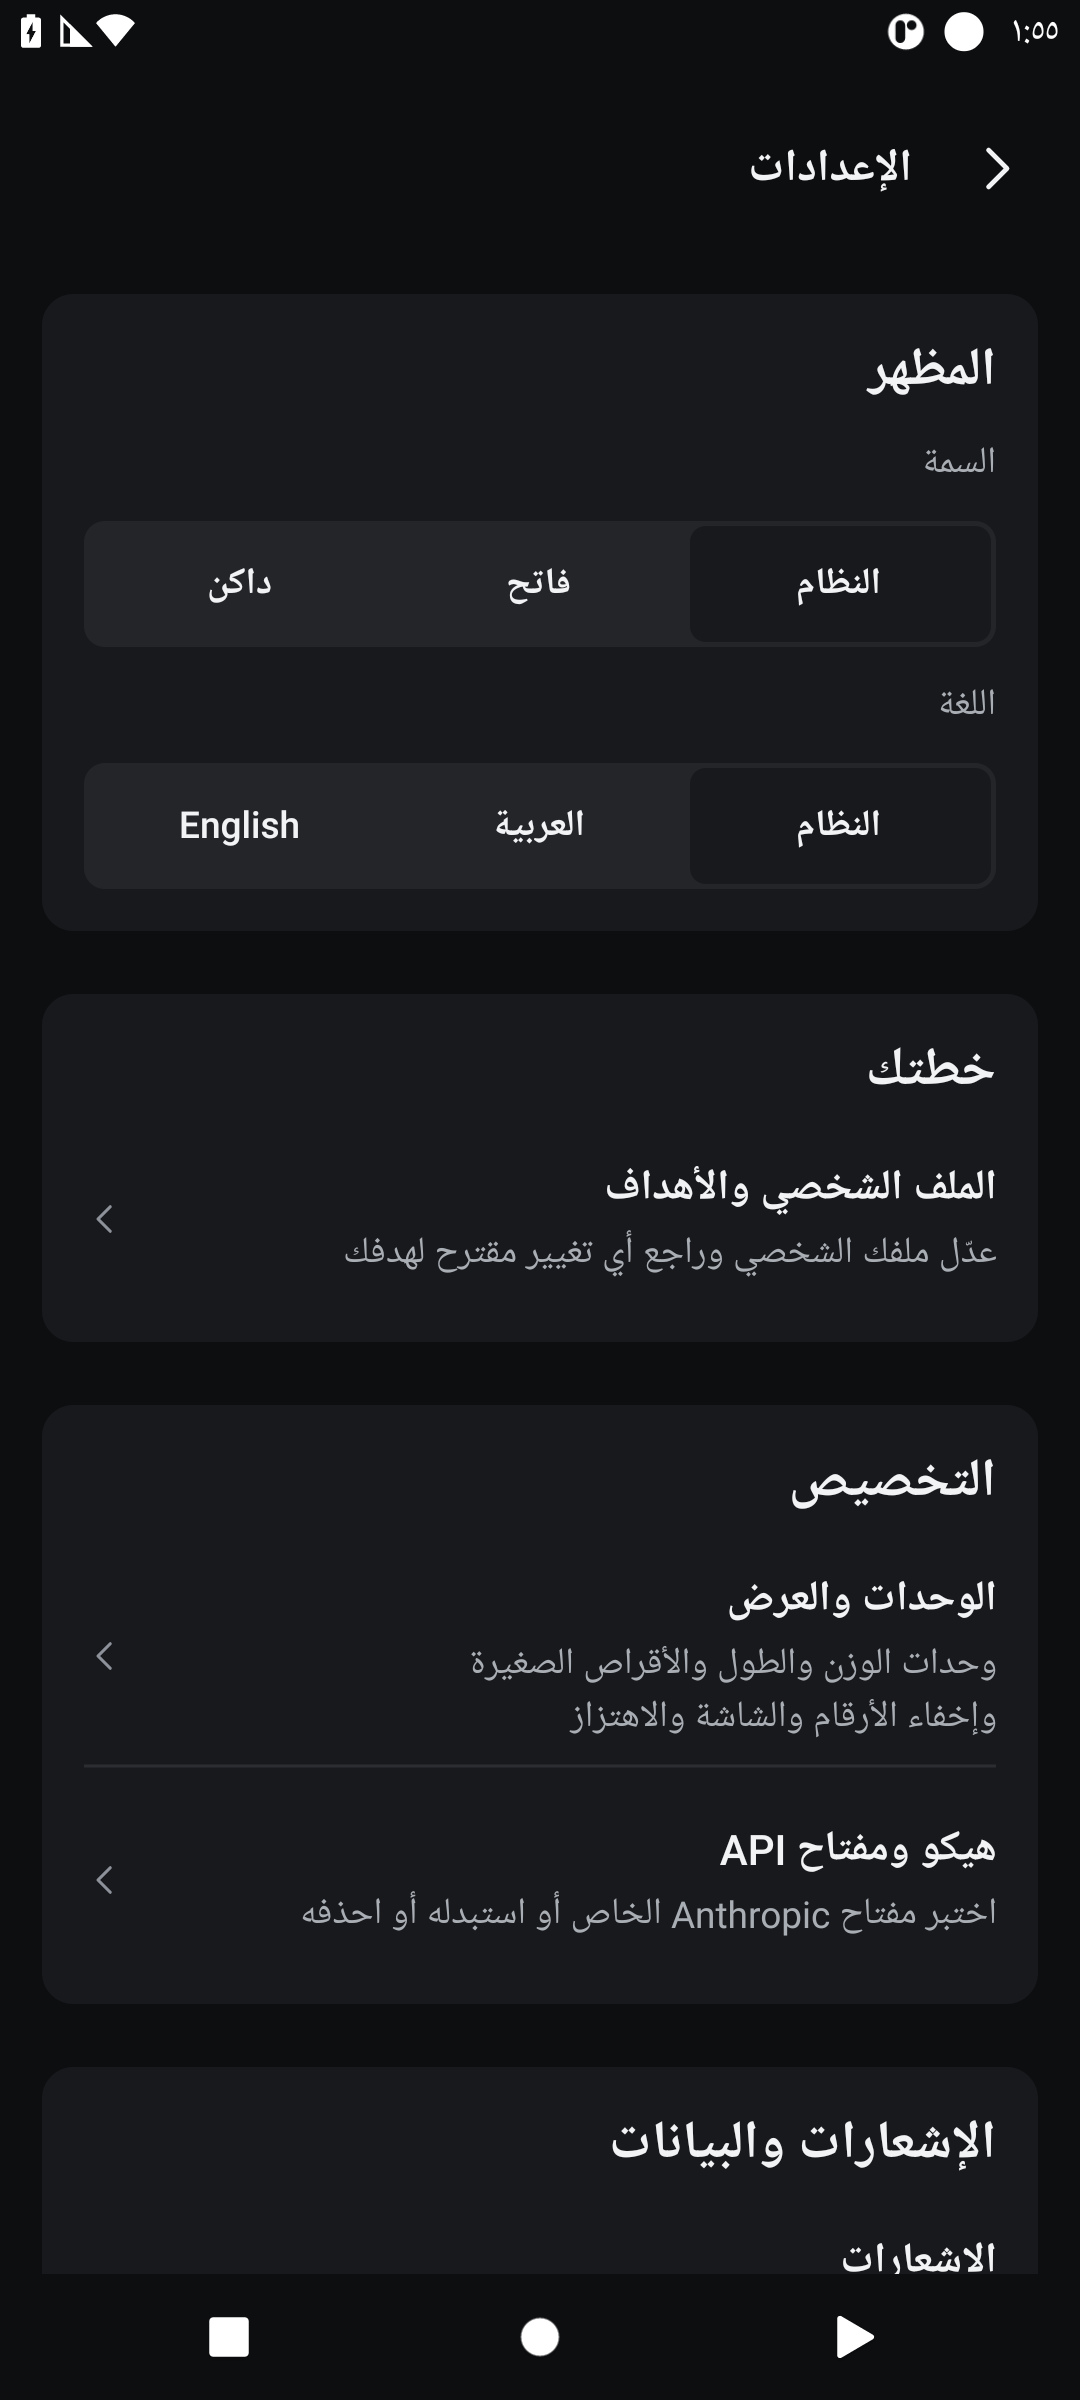 ١:٥٥
الإعدادات
المظهر
السمة
النظام
فاتح
داكن
اللغة
النظام
العربية
English
خطتك
الملف الشخصي والأهداف
عدّل ملفك الشخصي وراجع أي تغيير مقترح لهدفك
التخصيص
الوحدات والعرض
وحدات الوزن والطول والأقراص الصغيرة
وإخفاء الأرقام والشاشة والاهتزاز
هيكو ومفتاح API
اختبر مفتاح Anthropic الخاص أو استبدله أو احذفه
الإشعارات والبيانات
الإشعارات